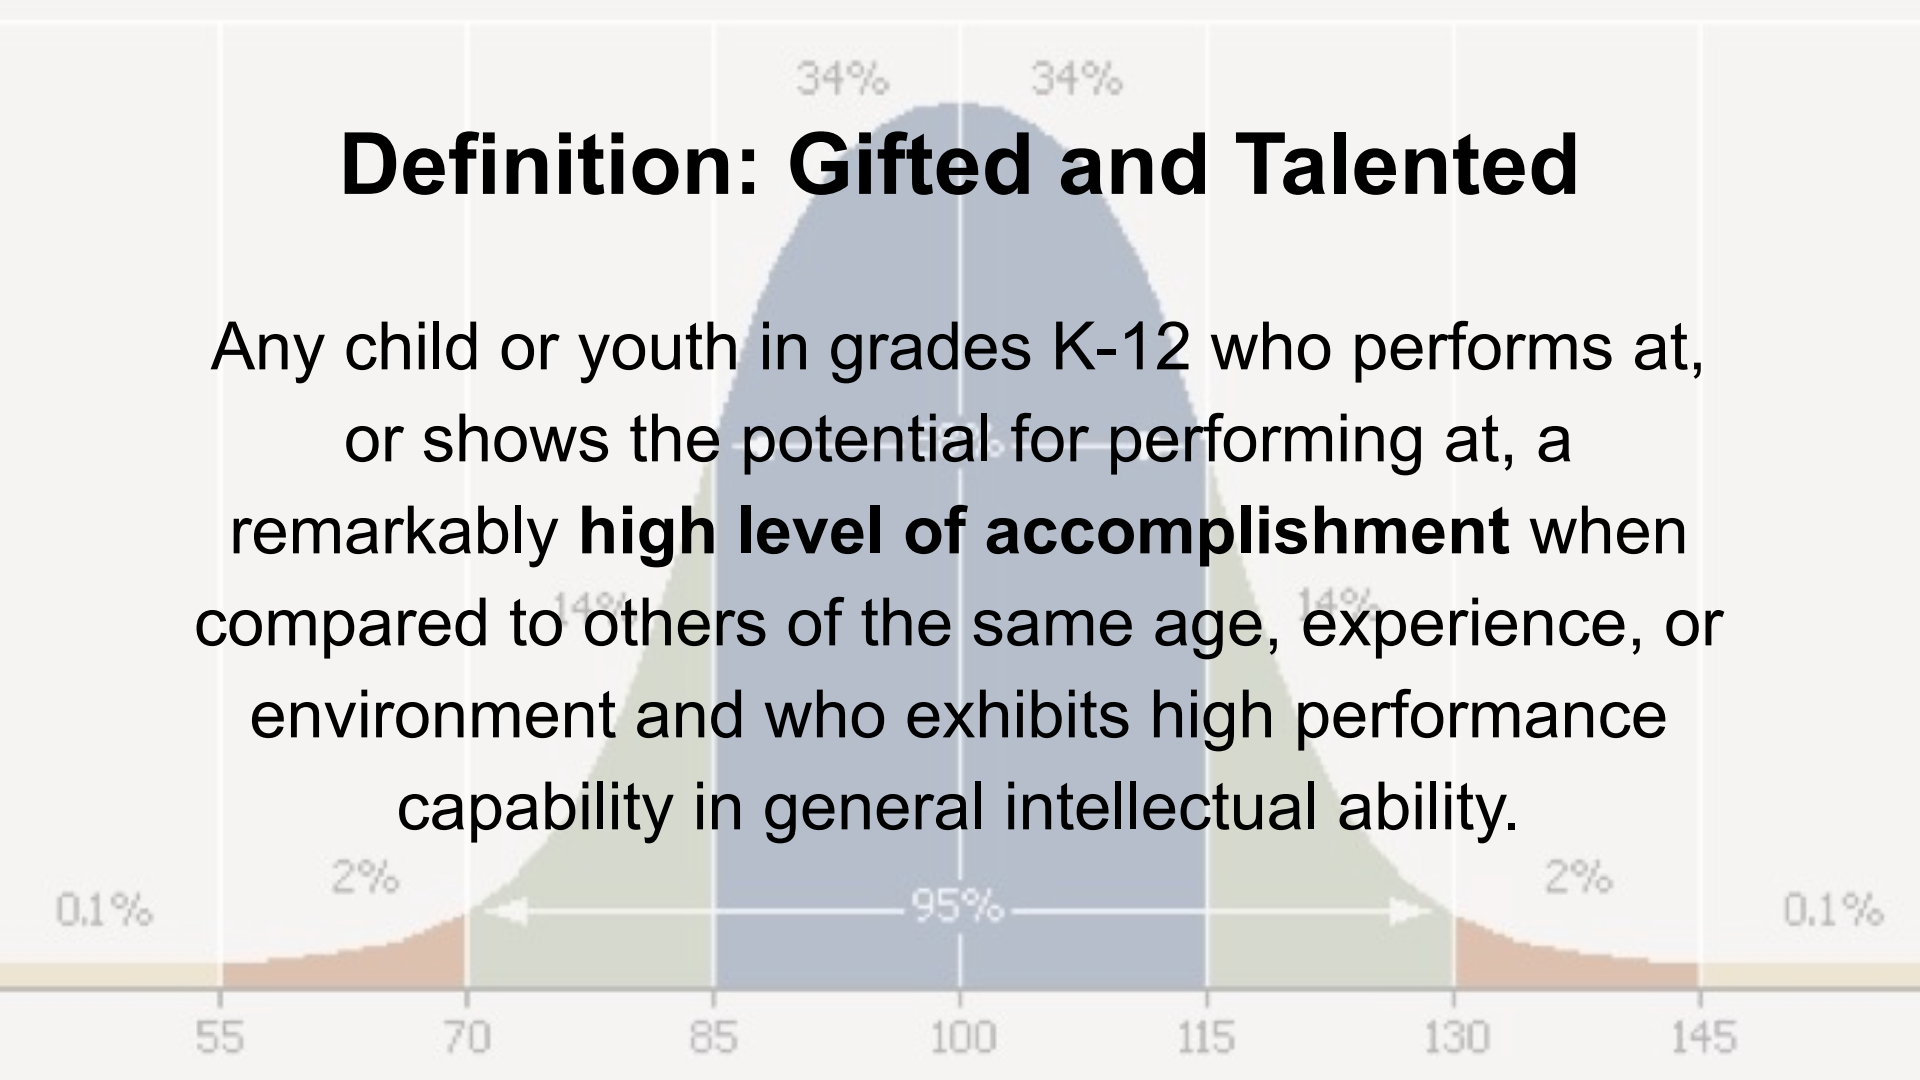 34% 34%
Definition: Gifted and Talented
Any child or youth in grades K-12 who performs at,
or shows the potential for performing at, a
remarkably high level of accomplishment when
14% 14%
compared to others of the same age, experience, or
environment and who exhibits high performance
capability in general intellectual ability.
2% 2%
0.1% 95% 0.1%
55 70 85 100 115 130 145